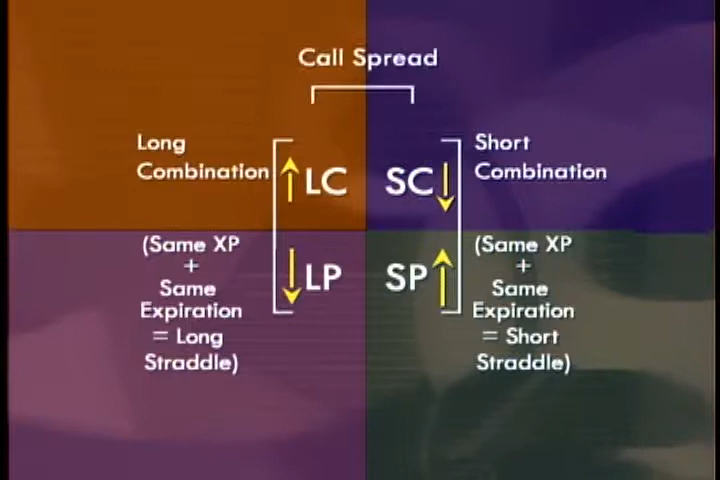 Call Spread
Long
Combination
LC
SC
Short
Combination
(Same XP
+
Same
Expiration
= Long
Straddle)
LP
SP
(Same XP
+
Same
Expiration
= Short
Straddle)